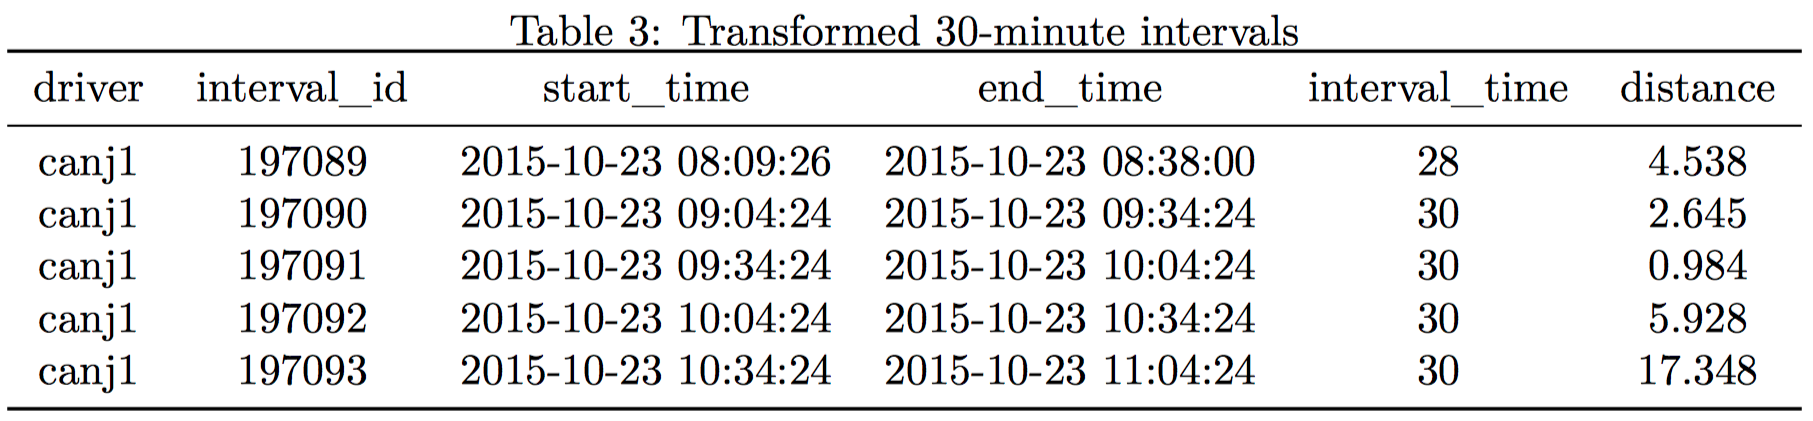 Table 3: Transformed 30-minute intervals
driver interval_id start_time end_time interval_time distance
canj1 197089 2015-10-23 08:09:26 2015-10-23 08:38:00 28 4.538
canj1 197090 2015-10-23 09:04:24 2015-10-23 09:34:24 30 2.645
canj1 197091 2015-10-23 09:34:24 2015-10-23 10:04:24 30 0.984
canj1 197092 2015-10-23 10:04:24 2015-10-23 10:34:24 30 5.928
canj1 197093 2015-10-23 10:34:24 2015-10-23 11:04:24 30 17.348